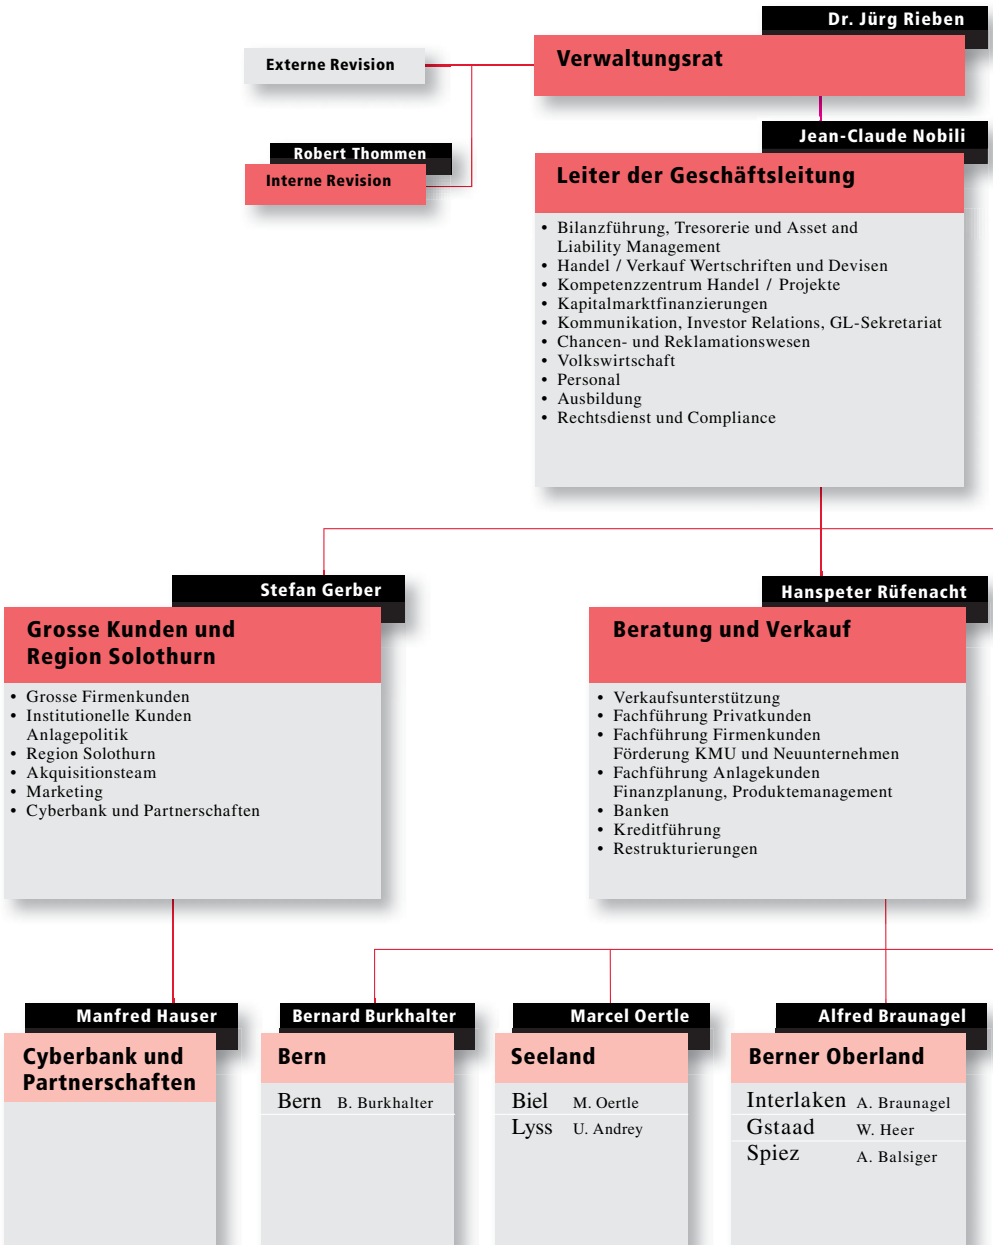 Dr. Jürg Rieben
Verwaltungsrat
Externe Revision
Robert Thommen
Interne Revision
Jean-Claude Nobili
Leiter der Geschäftsleitung
• Bilanzführung, Tresorerie und Asset and
Liability Management
• Handel / Verkauf Wertschriften und Devisen
• Kompetenzzentrum Handel / Projekte
• Kapitalmarktfinanzierungen
• Kommunikation, Investor Relations, GL-Sekretariat
• Chancen- und Reklamationswesen
• Volkswirtschaft
• Personal
• Ausbildung
• Rechtsdienst und Compliance
Stefan Gerber
Grosse Kunden und
Region Solothurn
• Grosse Firmenkunden
• Institutionelle Kunden
Anlagepolitik
• Region Solothurn
• Akquisitionsteam
• Marketing
• Cyberbank und Partnerschaften
Hanspeter Rüfenacht
Beratung und Verkauf
• Verkaufsunterstützung
• Fachführung Privatkunden
• Fachführung Firmenkunden
Förderung KMU und Neuunternehmen
• Fachführung Anlagekunden
Finanzplanung, Produktemanagement
• Banken
• Kreditführung
• Restrukturierungen
Manfred Hauser
Cyberbank und
Partnerschaften
Bernard Burkhalter
Bern
Bern B. Burkhalter
Marcel Oertle
Seeland
Biel M. Oertle
Lyss U. Andrey
Alfred Braunagel
Berner Oberland
Interlaken A. Braunagel
Gstaad W. Heer
Spiez A. Balsiger